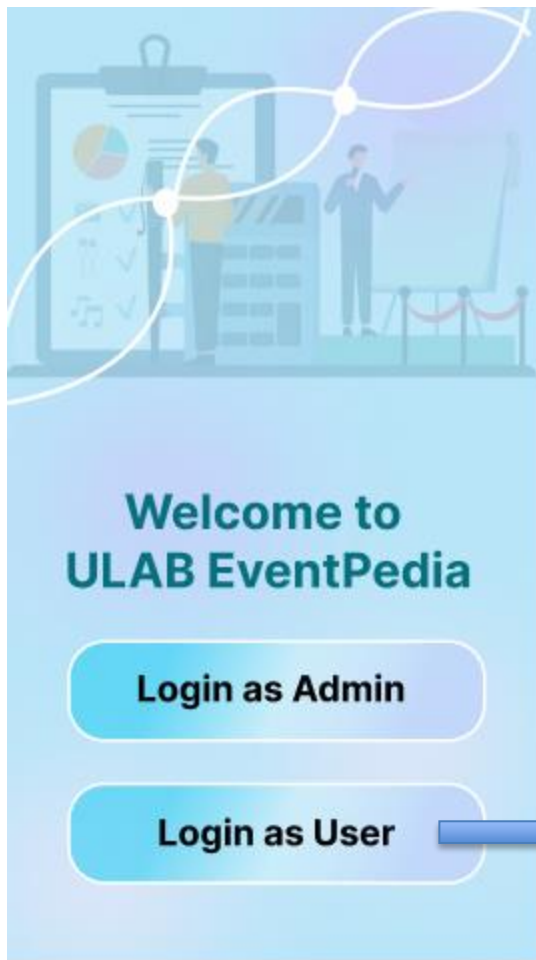 Welcome to
ULAB EventPedia
Login as Admin
Login as User